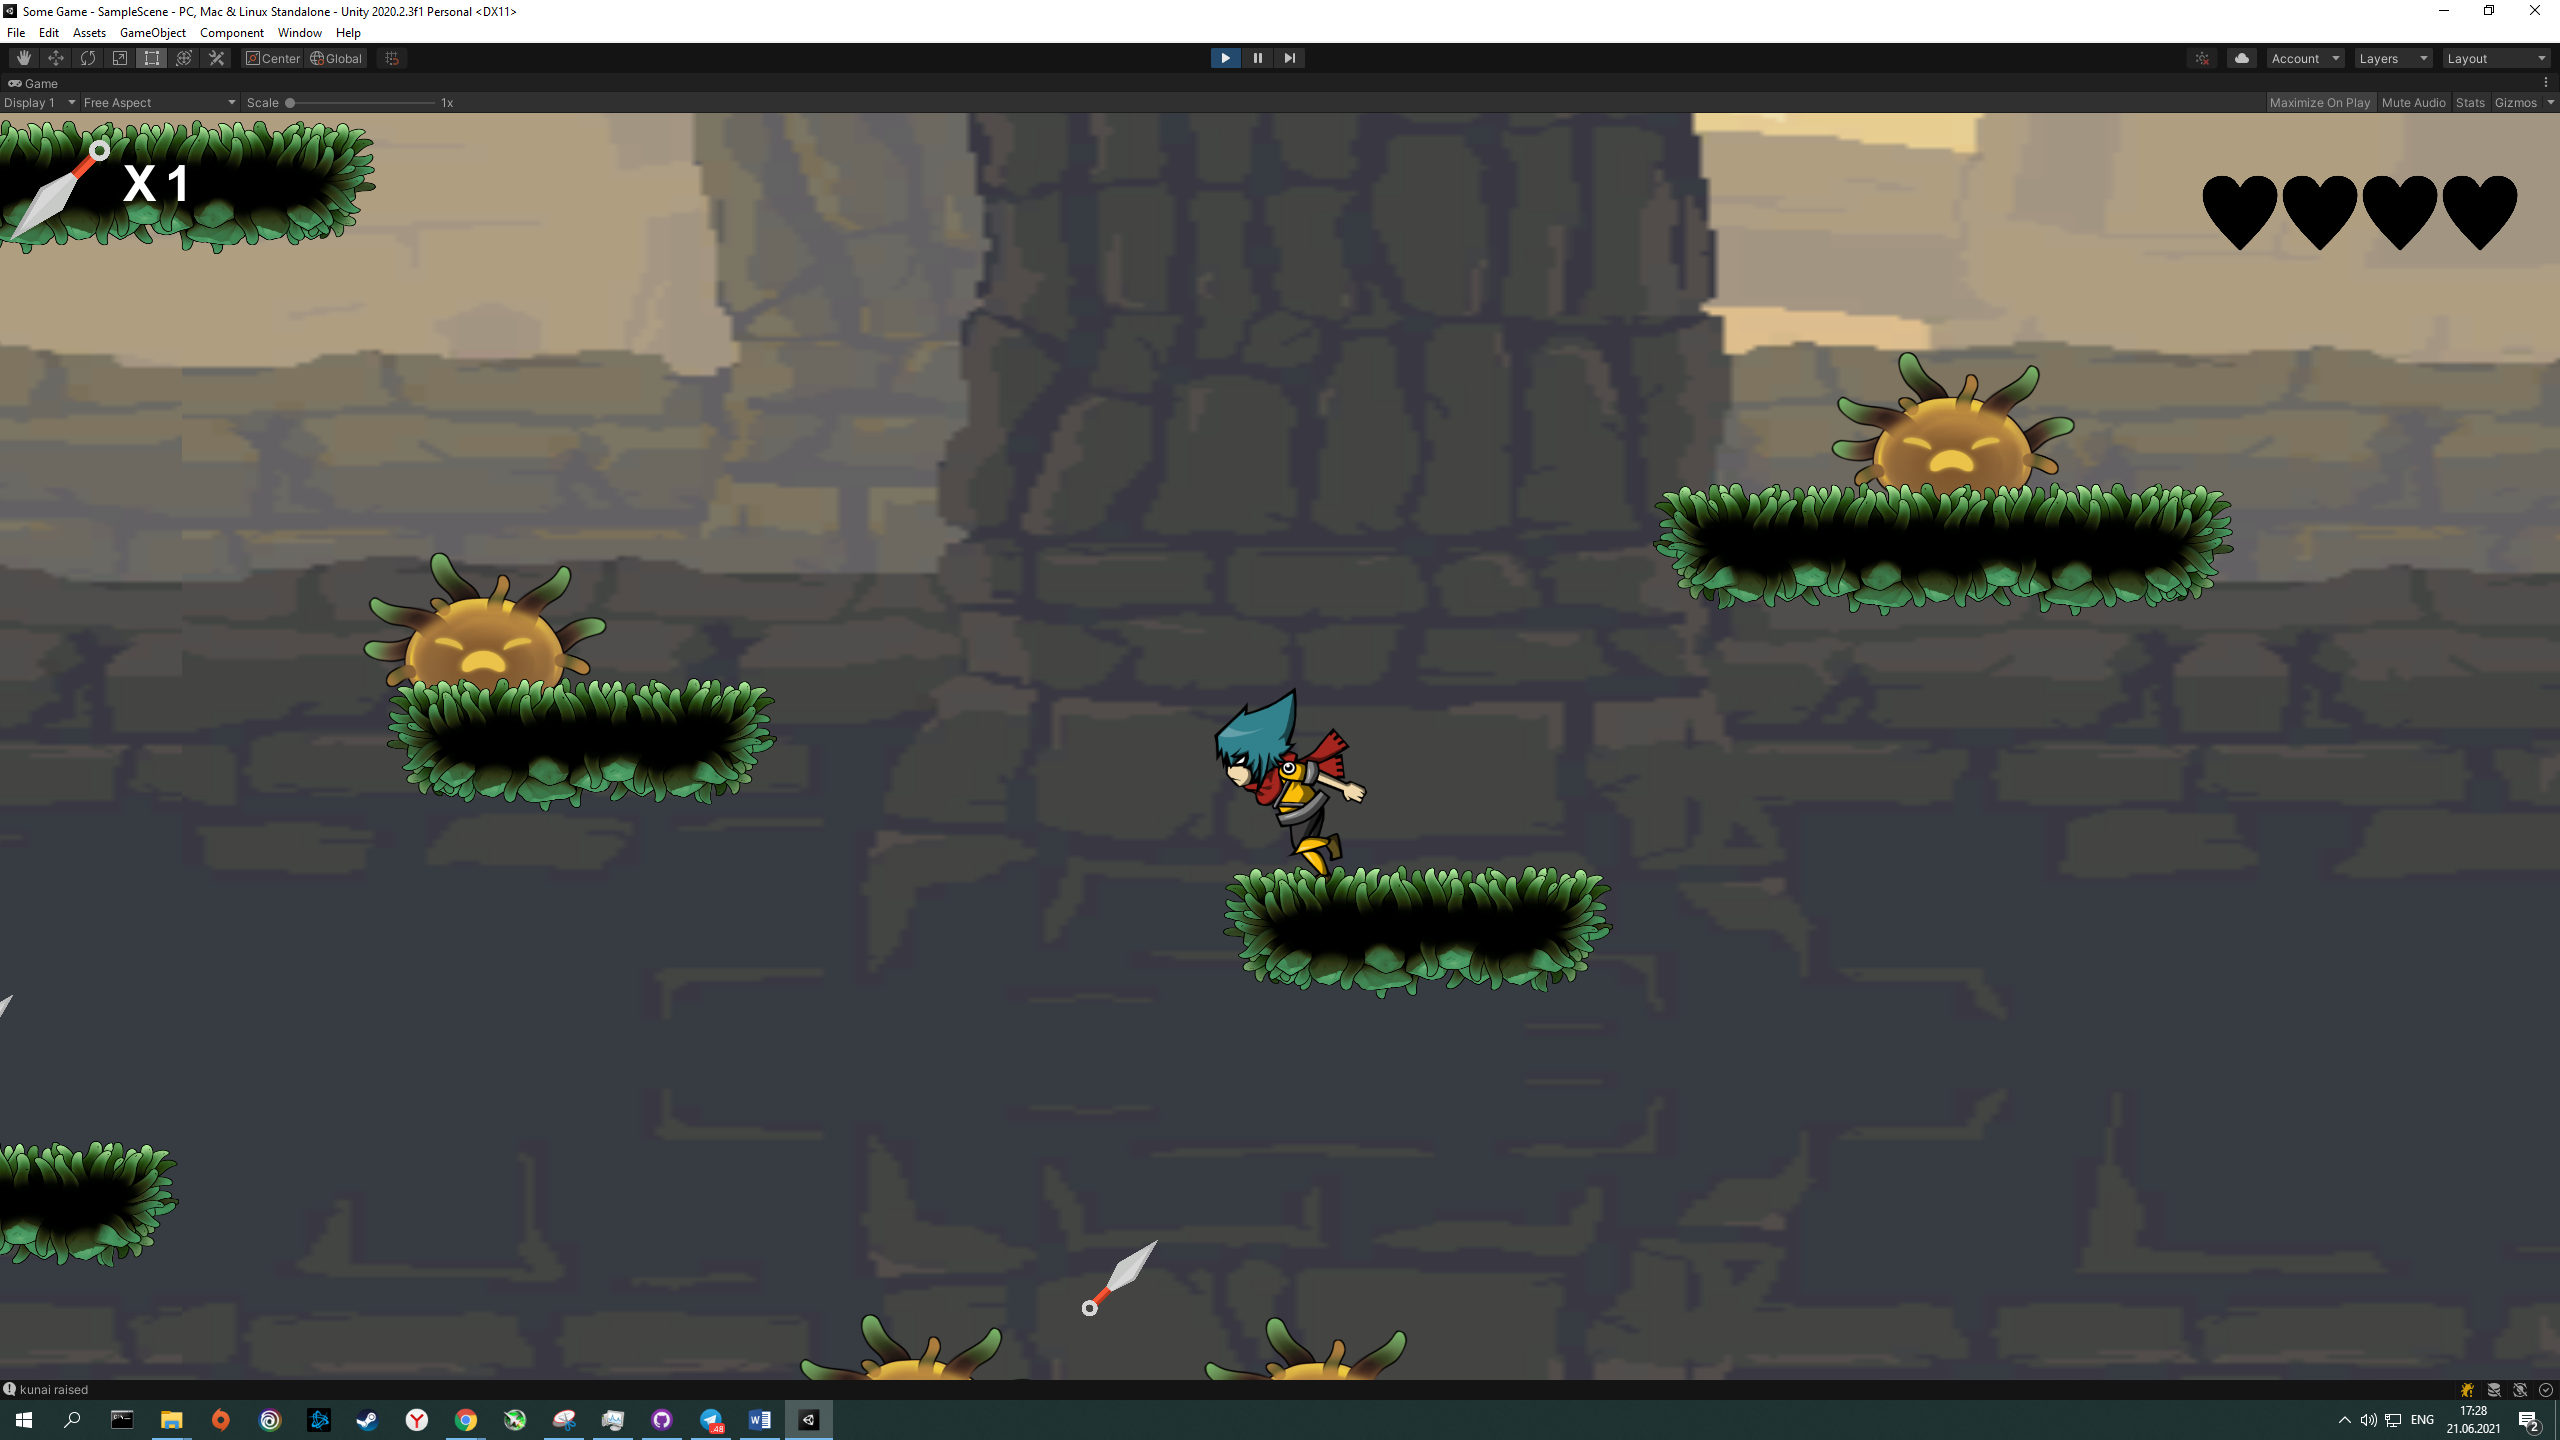 Some Game - SampleScene - PC, Mac & Linux Standalone - Unity 2020.2.3f1 Personal <DX11>
File Edit Assets GameObject Component Window Help
Center Global Account Layers Layout
Game
Display 1 Free Aspect Scale 1x Maximize On Play Mute Audio Stats Gizmos
X 1
kunai raised
W 48 ENG 17:28
21.06.2021 2